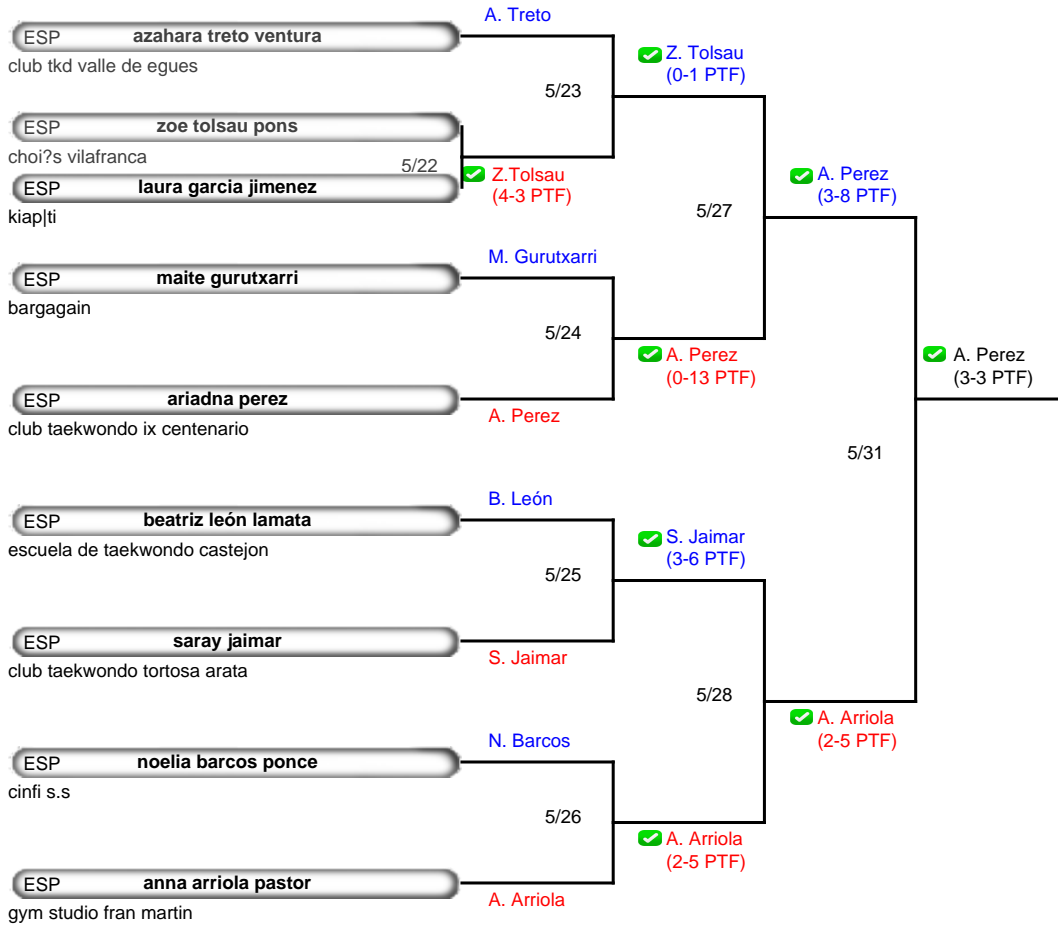 A. Treto
ESP azahara treto ventura
club tkd valle de egues
5/23
Z. Tolsau
(0-1 PTF)
ESP zoe tolsau pons
choi?s vilafranca
5/22
ESP laura garcia jimenez
kiap|ti
Z.Tolsau
(4-3 PTF)
A. Perez
(3-8 PTF)
5/27
M. Gurutxarri
ESP maite gurutxarri
bargagain
5/24
A. Perez
(0-13 PTF)
A. Perez
(3-3 PTF)
ESP ariadna perez
club taekwondo ix centenario
A. Perez
5/31
B. León
ESP beatriz león lamata
escuela de taekwondo castejon
5/25
S. Jaimar
(3-6 PTF)
ESP saray jaimar
club taekwondo tortosa arata
S. Jaimar
5/28
A. Arriola
(2-5 PTF)
N. Barcos
ESP noelia barcos ponce
cinfi s.s
5/26
A. Arriola
(2-5 PTF)
ESP anna arriola pastor
gym studio fran martin
A. Arriola